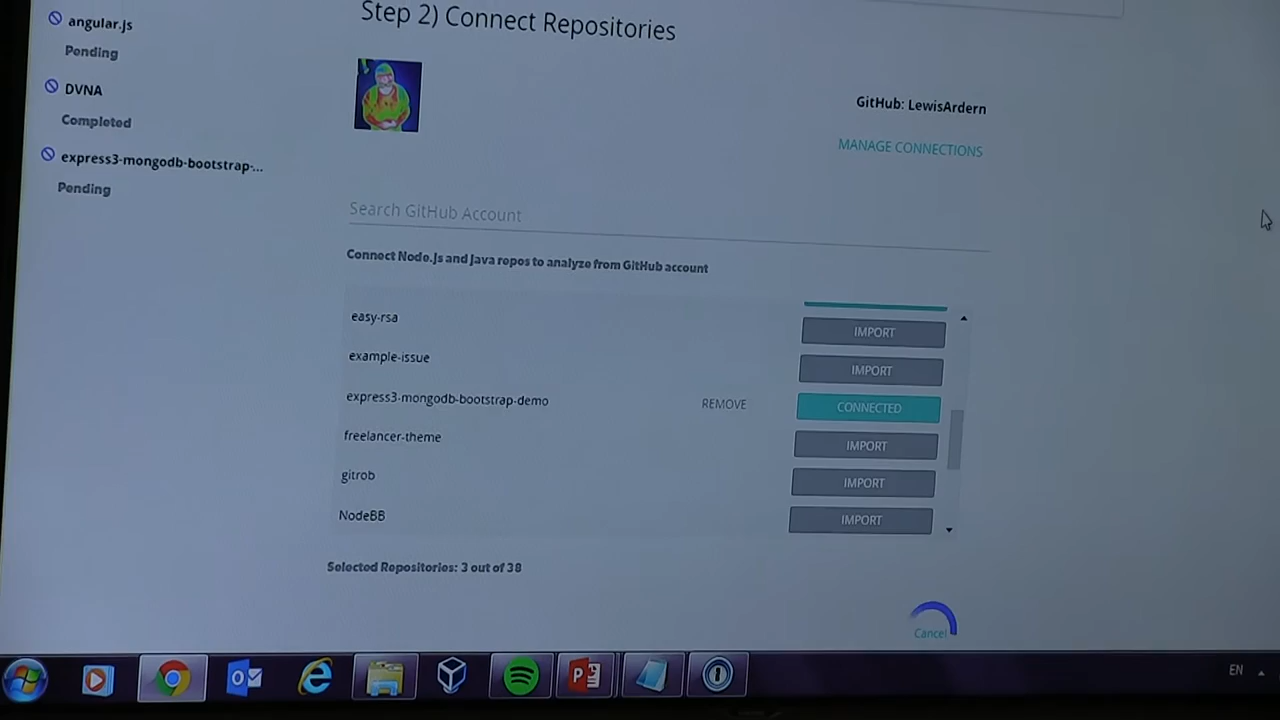 angular.js
Pending
DVNA
Completed
express3-mongodb-bootstrap-...
Pending
Step 2) Connect Repositories
GitHub: LewisArdern
MANAGE CONNECTIONS
Search GitHub Account
Connect Node.Js and Java repos to analyze from GitHub account
easy-rsa IMPORT
example-issue IMPORT
express3-mongodb-bootstrap-demo REMOVE CONNECTED
freelancer-theme IMPORT
gitrob IMPORT
NodeBB IMPORT
Selected Repositories: 3 out of 38
Cancel
EN